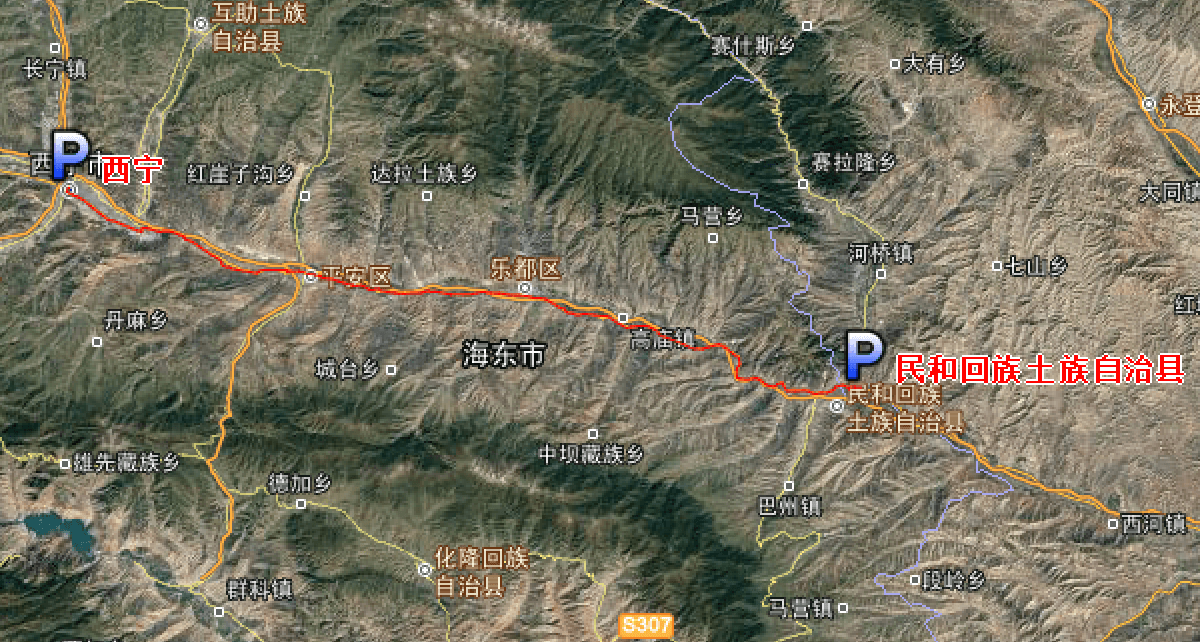 互助土族
自治县
赛什斯乡
大有乡
长宁镇
永登
西宁
红崖子沟乡
达拉土族乡
赛拉隆乡
大同镇
马营乡
河桥镇
七山乡
平安区
乐都区
丹麻乡
高庙镇
海东市
城台乡
民和回族土族自治县
民和回族
土族自治县
中坝藏族乡
雄先藏族乡
德加乡
巴州镇
西河镇
化隆回族
自治县
群科镇
段岭乡
马营镇
S307